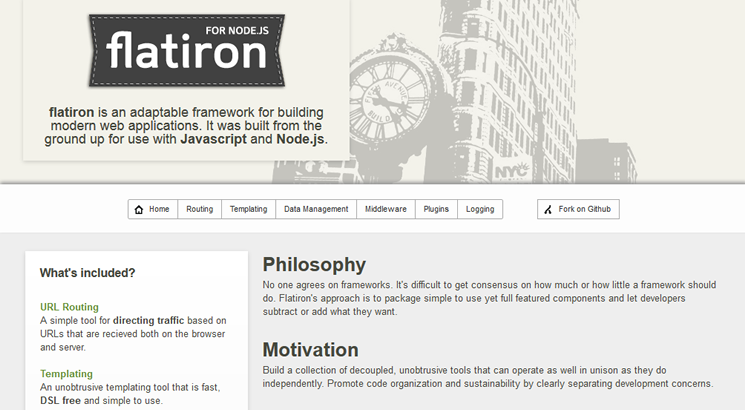 FOR NODE.JS
flatiron
flatiron is an adaptable framework for building
modern web applications. It was built from the
ground up for use with Javascript and Node.js.
NYC
Home Routing Templating Data Management Middleware Plugins Logging Fork on Github
What's included?
URL Routing
A simple tool for directing traffic based on
URLs that are recieved both on the browser
and server.
Templating
An unobtrusive templating tool that is fast,
DSL free and simple to use.
Philosophy
No one agrees on frameworks. It's difficult to get consensus on how much or how little a framework should
do. Flatiron's approach is to package simple to use yet full featured components and let developers
subtract or add what they want.
Motivation
Build a collection of decoupled, unobtrusive tools that can operate as well in unison as they do
independently. Promote code organization and sustainability by clearly separating development concerns.